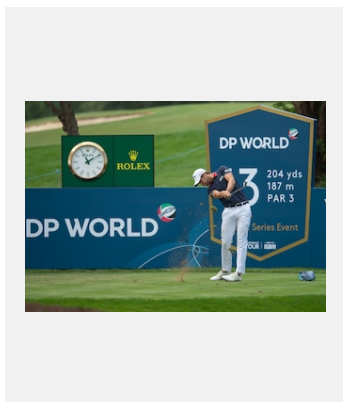 ROLEX
DP WORLD
3
204 yds
187 m
PAR 3
Series Event
DP WORLD